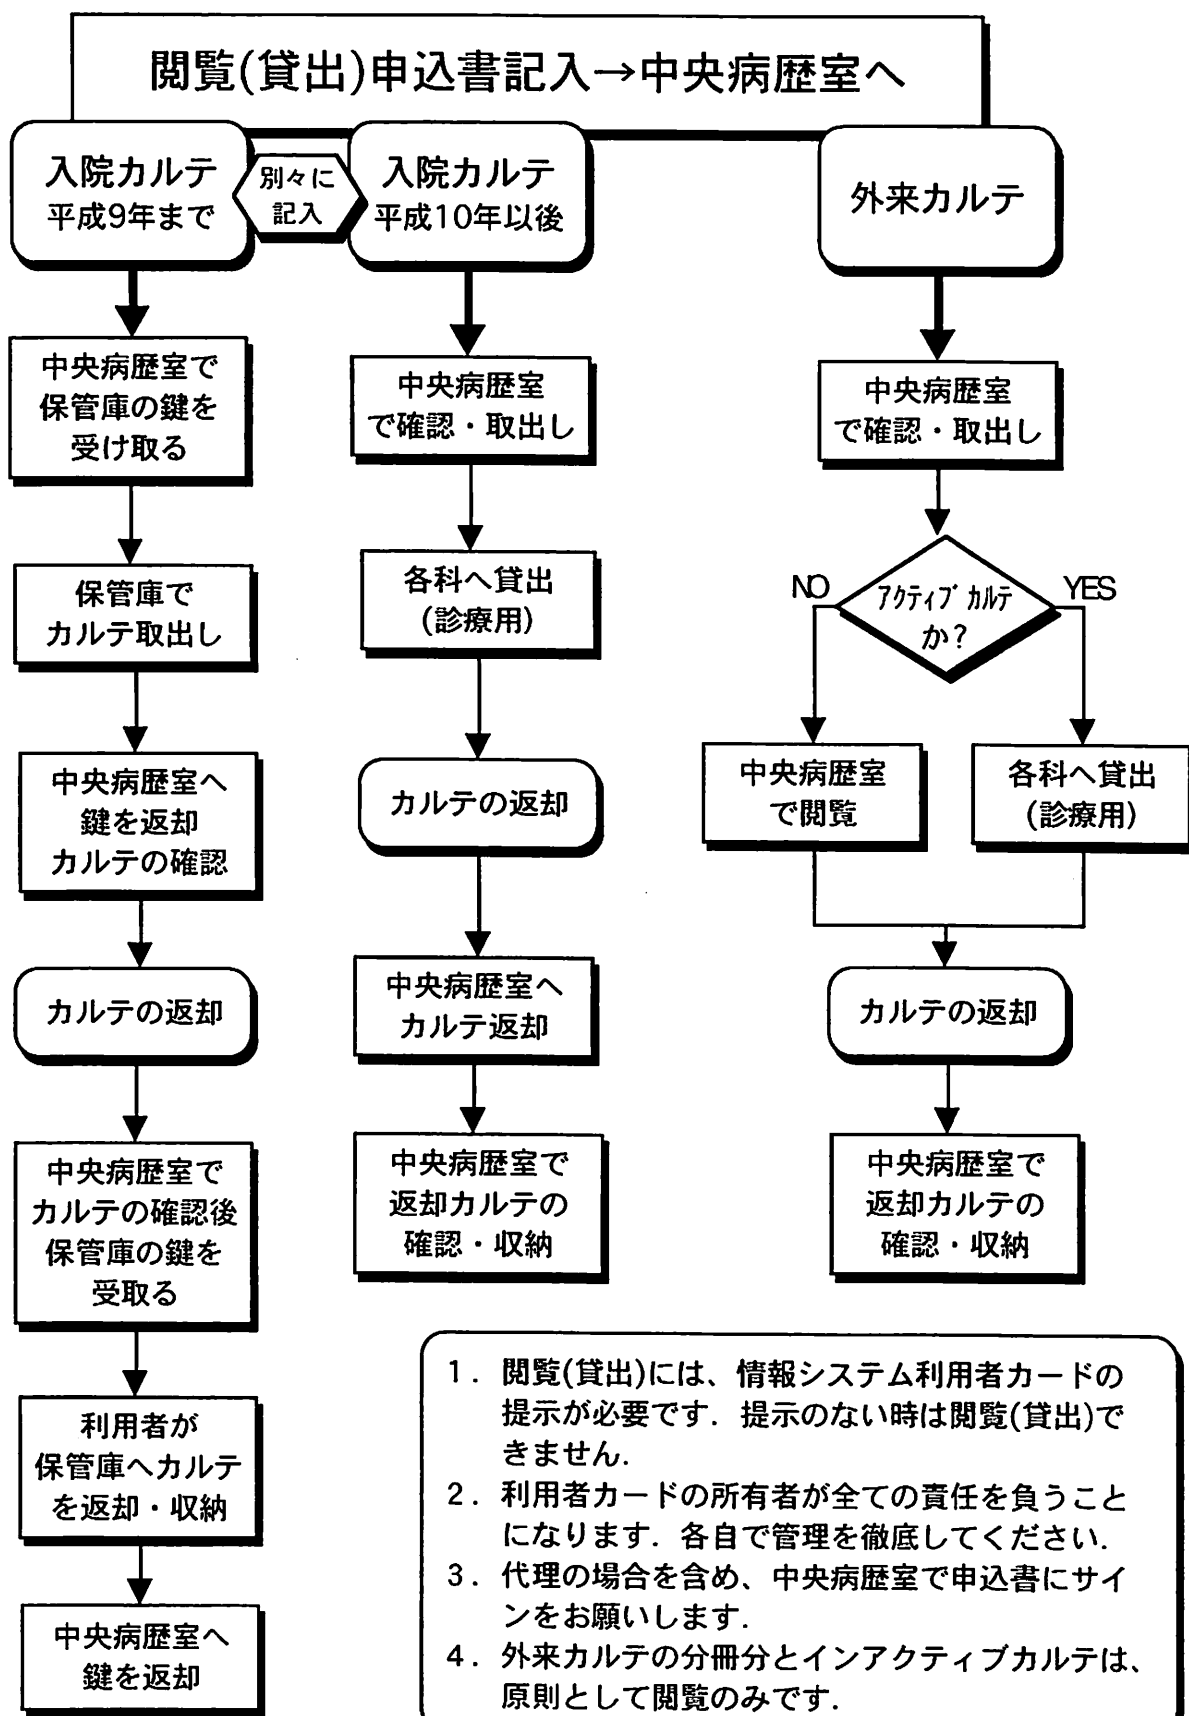 閲覧(貸出)申込書記入→中央病歴室へ
入院カルテ
平成9年まで
別々に
記入
入院カルテ
平成10年以後
外来カルテ
中央病歴室で
保管庫の鍵を
受け取る
保管庫で
カルテ取出し
中央病歴室へ
鍵を返却
カルテの確認
カルテの返却
中央病歴室で
カルテの確認後
保管庫の鍵を
受取る
利用者が
保管庫へカルテ
を返却・収納
中央病歴室へ
鍵を返却
中央病歴室
で確認・取出し
各科へ貸出
(診療用)
カルテの返却
中央病歴室へ
カルテ返却
中央病歴室で
返却カルテの
確認・収納
中央病歴室
で確認・取出し
NO
アクティブカルテ
か?
YES
中央病歴室
で閲覧
各科へ貸出
(診療用)
カルテの返却
中央病歴室で
返却カルテの
確認・収納
1. 閲覧(貸出)には、情報システム利用者カードの
提示が必要です. 提示のない時は閲覧(貸出)で
きません.
2. 利用者カードの所有者が全ての責任を負うこと
になります. 各自で管理を徹底してください.
3. 代理の場合を含め、中央病歴室で申込書にサイ
ンをお願いします.
4. 外来カルテの分冊分とインアクティブカルテは、
原則として閲覧のみです.